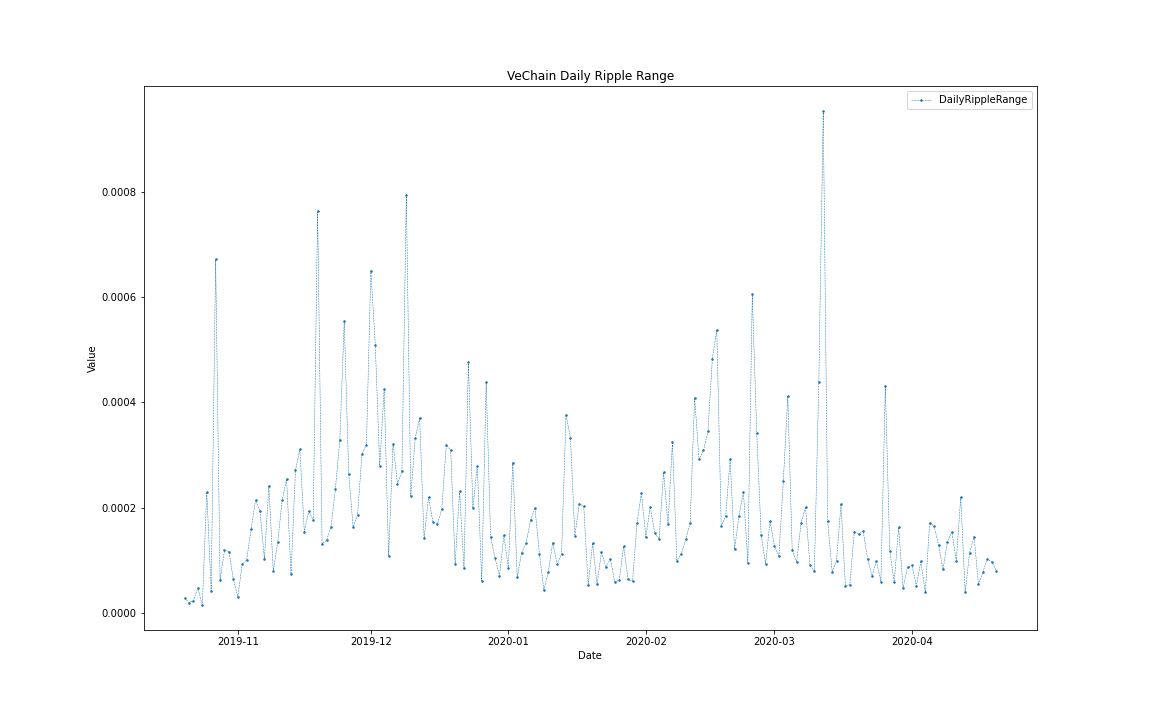 VeChain Daily Ripple Range
DailyRippleRange
0.0008
0.0006
0.0004
0.0002
0.0000
Value
2019-11 2019-12 2020-01 2020-02 2020-03 2020-04
Date